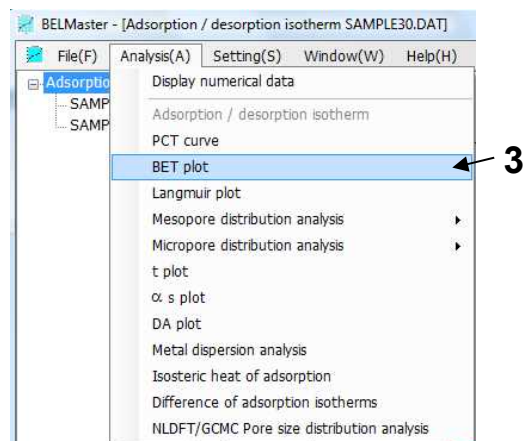 BELMaster - [Adsorption / desorption isotherm SAMPLE30.DAT]
File(F) Analysis(A) Setting(S) Window(W) Help(H)
Adsorptio
SAMP
SAMP
Display numerical data
Adsorption / desorption isotherm
PCT curve
BET plot
3
Langmuir plot
Mesopore distribution analysis
Micropore distribution analysis
t plot
α s plot
DA plot
Metal dispersion analysis
Isosteric heat of adsorption
Difference of adsorption isotherms
NLDFT/GCMC Pore size distribution analysis